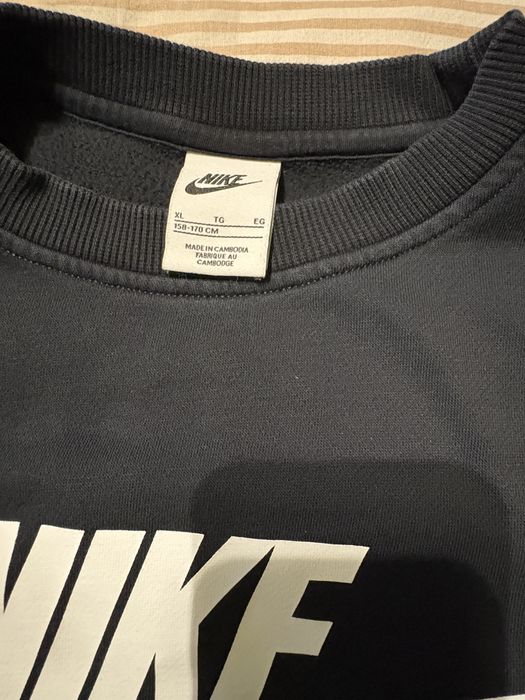 NIKE
XL TG EG
158-170 CM
MADE IN CAMBODIA
FABRIQUE AU
CAMBODGE
NIKE